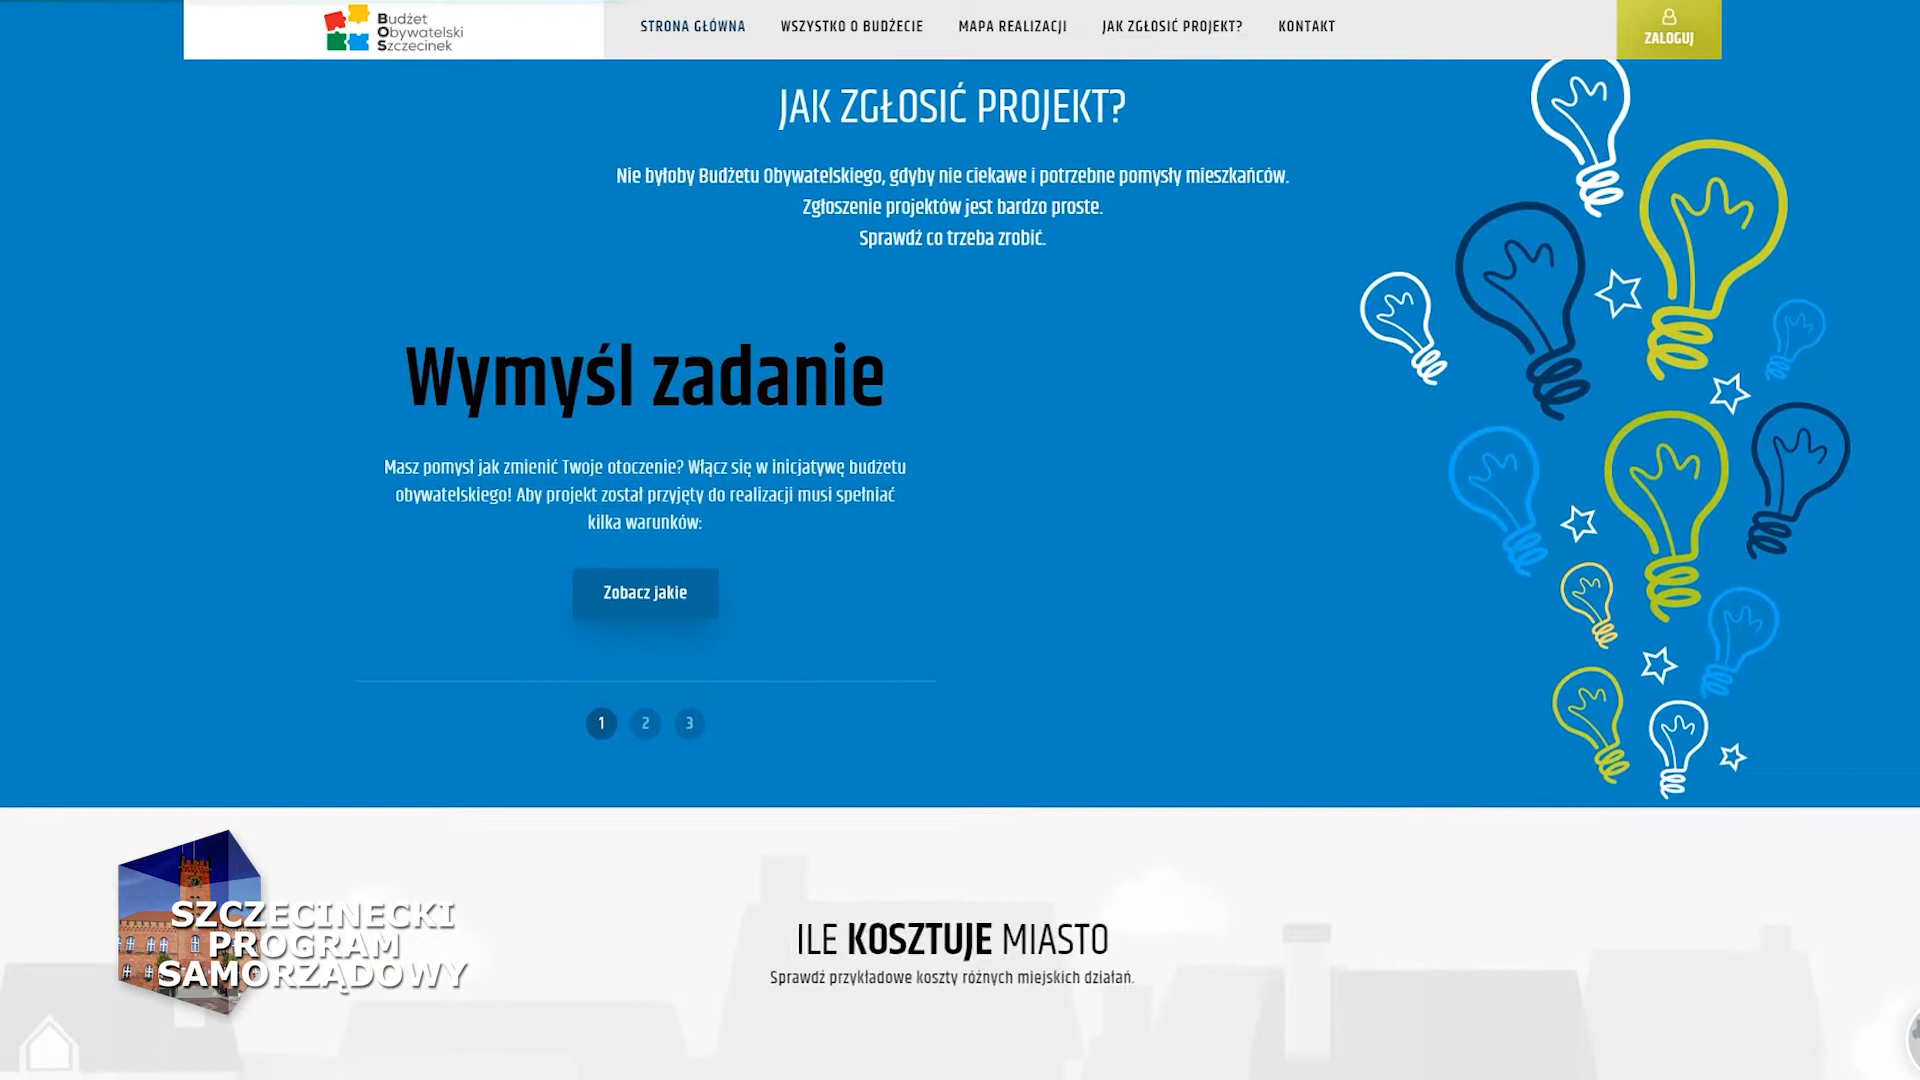 Budżet
Obywatelski
Szczecinek
STRONA GŁÓWNA
WSZYSTKO O BUDŻECIE
MAPA REALIZACJI
JAK ZGŁOSIĆ PROJEKT?
KONTAKT
ZALOGUJ
JAK ZGŁOSIĆ PROJEKT?
Nie byłoby Budżetu Obywatelskiego, gdyby nie ciekawe i potrzebne pomysły mieszkańców.
Zgłoszenie projektów jest bardzo proste.
Sprawdź co trzeba zrobić.
Wymyśl zadanie
Masz pomysł jak zmienić Twoje otoczenie? Włącz się w inicjatywę budżetu
obywatelskiego! Aby projekt został przyjęty do realizacji musi spełniać
kilka warunków:
Zobacz jakie
1 2 3
SZCZECINECKI
PROGRAM
SAMORZĄDOWY
ILE KOSZTUJE MIASTO
Sprawdź przykładowe koszty różnych miejskich działań.